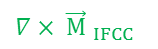 ∇ × M⃗ IFCC